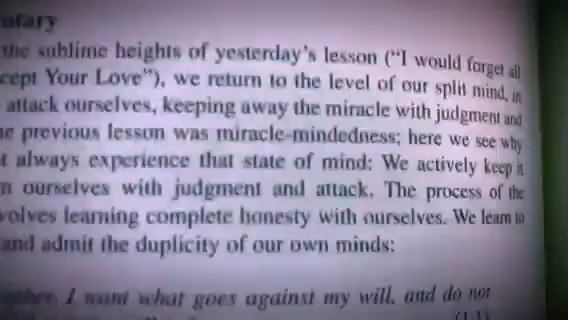 the sublime heights of yesterday's lesson ("I would forget all
cept Your Love"), we return to the level of our split mind, in
attack ourselves, keeping away the miracle with judgment and
e previous lesson was miracle-mindedness; here we see why
t always experience that state of mind: We actively keep it
n ourselves with judgment and attack. The process of the
volves learning complete honesty with ourselves. We learn to
and admit the duplicity of our own minds:
I want what goes against my will, and do not
(1:1)